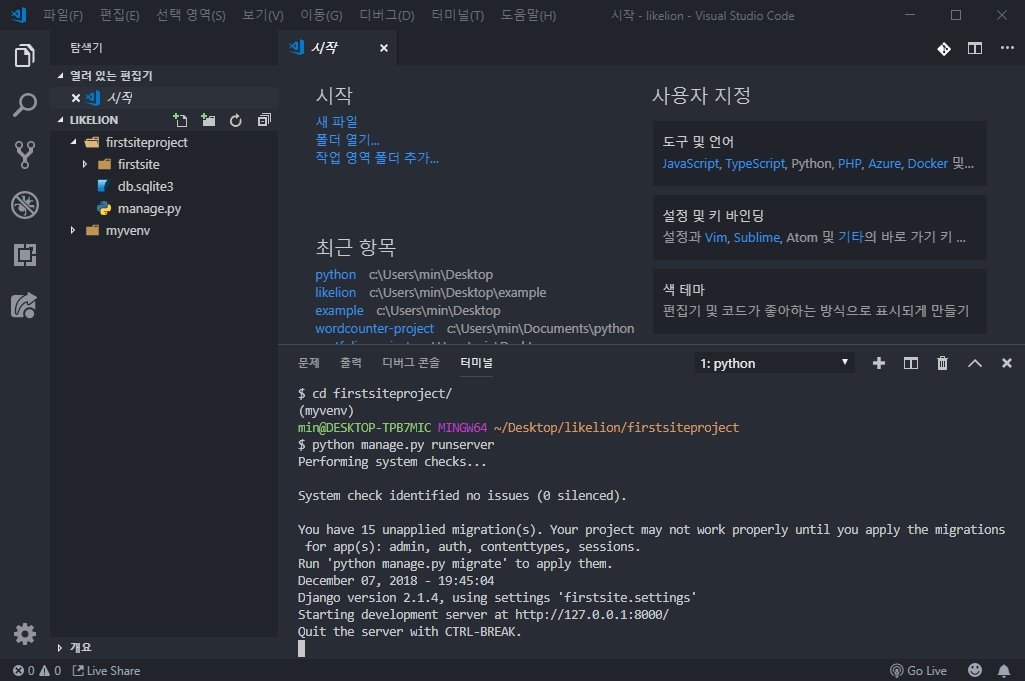 파일(F) 편집(E) 선택 영역(S) 보기(V) 이동(G) 디버그(D) 터미널(T) 도움말(H) 시작 - likelion - Visual Studio Code
탐색기
열려 있는 편집기
시작
LIKELION
firstsiteproject
firstsite
db.sqlite3
manage.py
myvenv
개요
시작
시작
새 파일
폴더 열기...
작업 영역 폴더 추가...
최근 항목
python c:\Users\min\Desktop
likelion c:\Users\min\Desktop\example
example c:\Users\min\Desktop
wordcounter-project c:\Users\min\Documents\python
사용자 지정
도구 및 언어
JavaScript, TypeScript, Python, PHP, Azure, Docker 및...
설정 및 키 바인딩
설정과 Vim, Sublime, Atom 및 기타의 바로 가기 키 ...
색 테마
편집기 및 코드가 좋아하는 방식으로 표시되게 만들기
문제 출력 디버그 콘솔 터미널 1: python
$ cd firstsiteproject/
(myvenv)
min@DESKTOP-TPB7MIC MINGW64 ~/Desktop/likelion/firstsiteproject
$ python manage.py runserver
Performing system checks...
System check identified no issues (0 silenced).
You have 15 unapplied migration(s). Your project may not work properly until you apply the migrations
for app(s): admin, auth, contenttypes, sessions.
Run 'python manage.py migrate' to apply them.
December 07, 2018 - 19:45:04
Django version 2.1.4, using settings 'firstsite.settings'
Starting development server at http://127.0.0.1:8000/
Quit the server with CTRL-BREAK.
0 0 Live Share Go Live